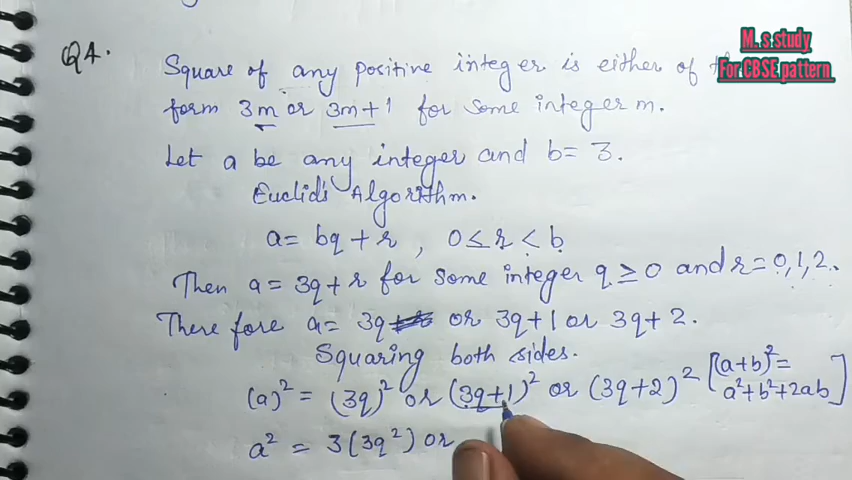 M. s study
For CBSE pattern
Q4.
Square of any positive integer is either of
form 3m or 3m+1 for some integer m.
Let a be any integer and b=3.
Euclid's Algorithm.
a= bq + r , 0≤r<b
Then a = 3q+r for some integer q≥0 and r=0,1,2.
There fore a= 3q or 3q+1 or 3q+2.
Squaring both sides.
(a)² = (3q)² or (3q+1)² or (3q+2)² [(a+b)²=
a²+b²+2ab]
a² = 3(3q²) or